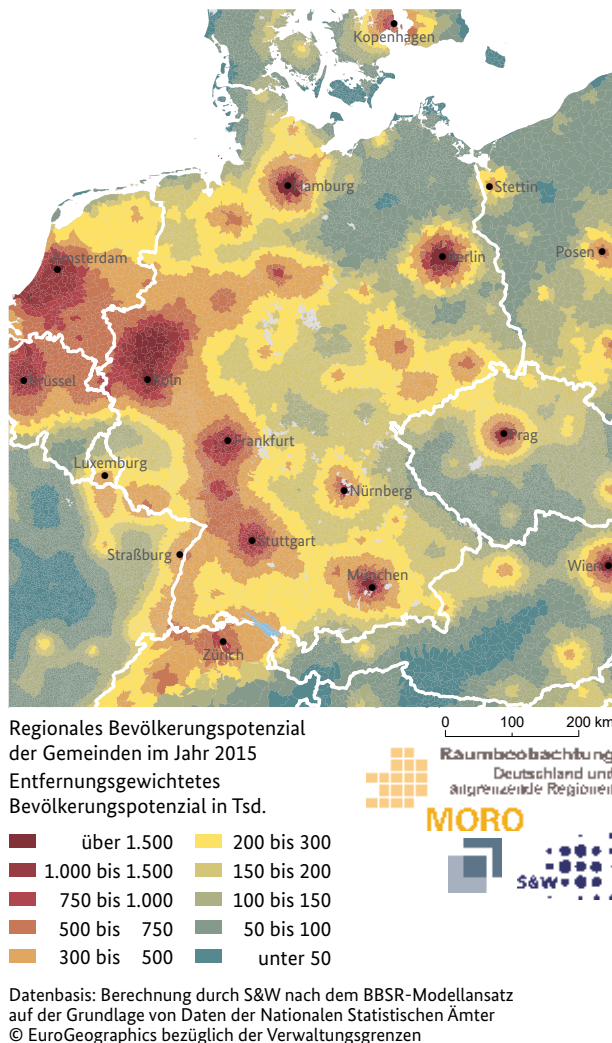 Kopenhagen
Hamburg
Stettin
Amsterdam
Berlin
Posen
Brüssel
Köln
Frankfurt
Prag
Luxemburg
Nürnberg
Stuttgart
Straßburg
München
Wien
Zürich
Regionales Bevölkerungspotenzial
der Gemeinden im Jahr 2015
Entfernungsgewichtetes
Bevölkerungspotenzial in Tsd.
0 100 200 km
Raumbeobachtung
Deutschland und
angrenzende Regionen
MORO
S&W
über 1.500
1.000 bis 1.500
750 bis 1.000
500 bis 750
300 bis 500
200 bis 300
150 bis 200
100 bis 150
50 bis 100
unter 50
Datenbasis: Berechnung durch S&W nach dem BBSR-Modellansatz
auf der Grundlage von Daten der Nationalen Statistischen Ämter
© EuroGeographics bezüglich der Verwaltungsgrenzen